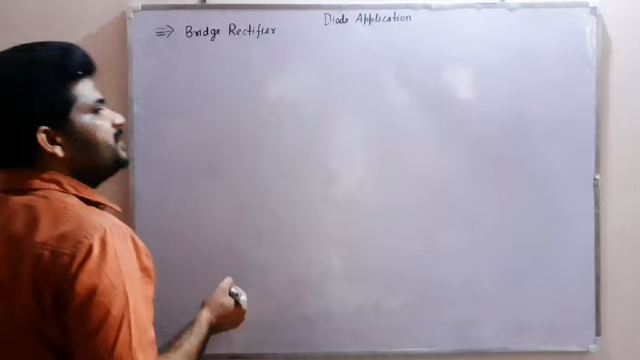 Diode Application
⇒ Bridge Rectifier